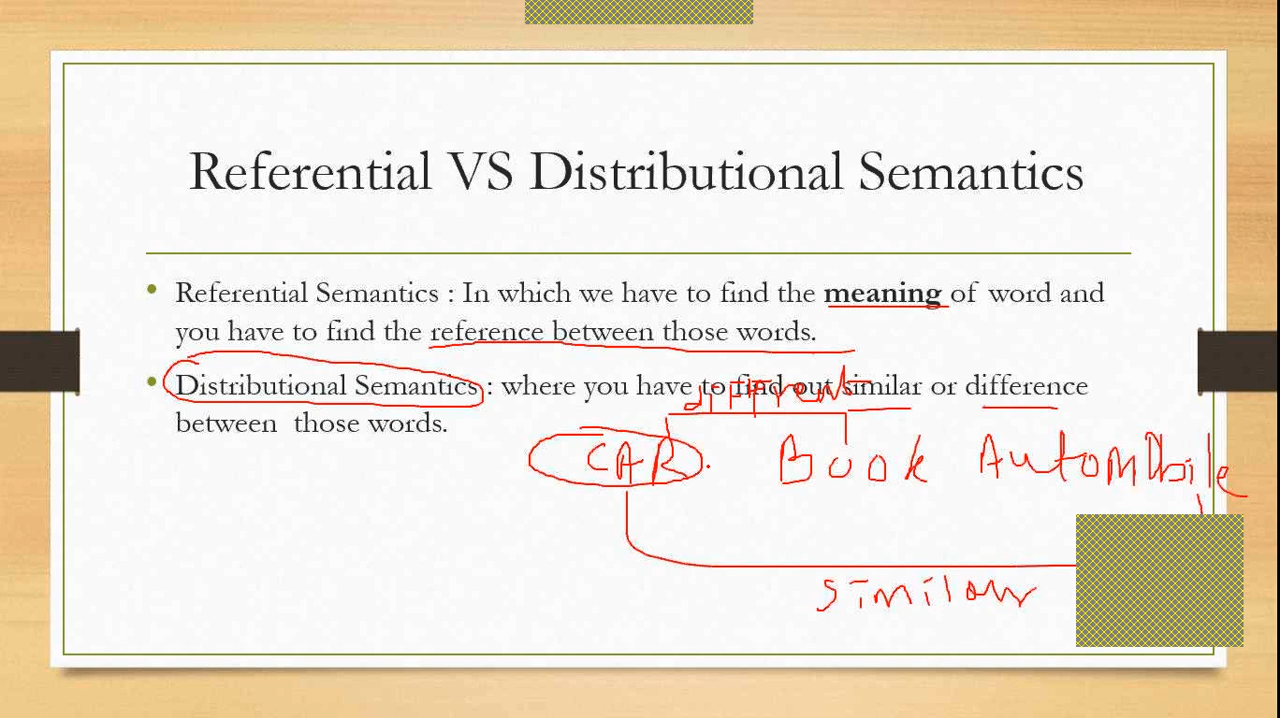 Referential VS Distributional Semantics
• Referential Semantics : In which we have to find the meaning of word and
you have to find the reference between those words.
• Distributional Semantics : where you have to find out similar or difference
between those words.
different
CAR. Book Automobile
similar